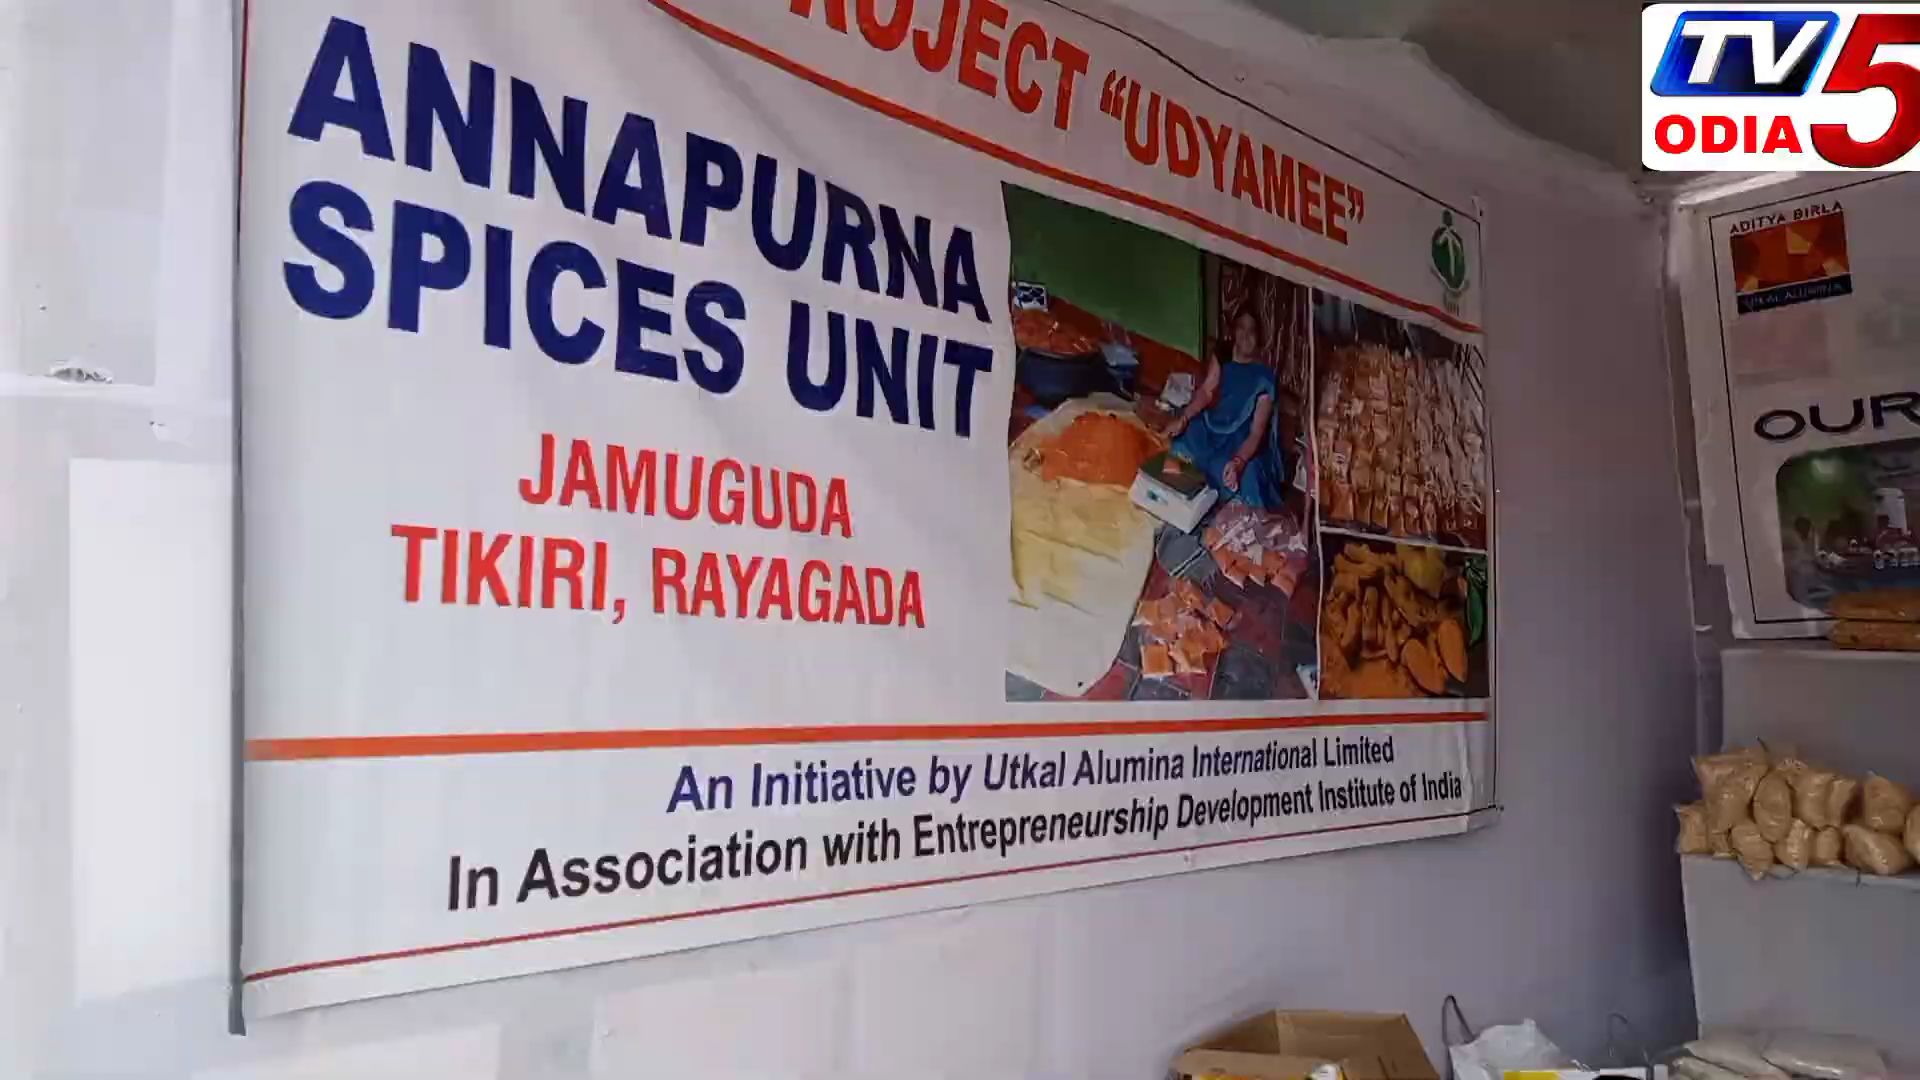 PROJECT “UDYAMEE”
ANNAPURNA
SPICES UNIT
JAMUGUDA
TIKIRI, RAYAGADA
An Initiative by Utkal Alumina International Limited
In Association with Entrepreneurship Development Institute of India
TV5
ODIA
ADITYA BIRLA
UTKAL ALUMINA
OUR